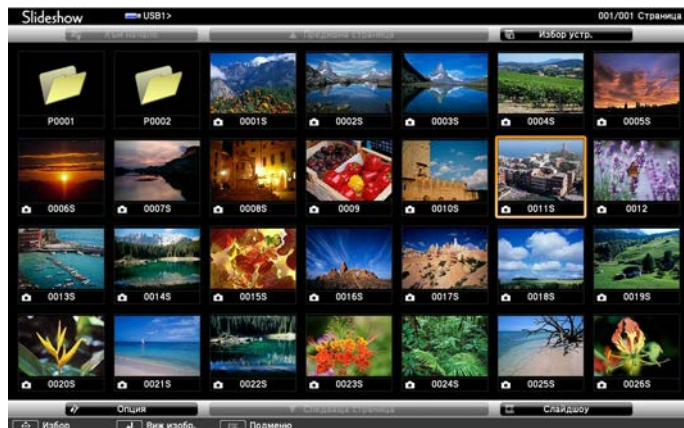 Slideshow USB1> 001/001 Страница
Към начало Предишна страница Избор устр.
P0001 P0002 0001S 0002S 0003S 0004S 0005S
0006S 0007S 0008S 0009 0010S 0011S 0012
0013S 0014S 0015S 0016S 0017S 0018S 0019S
0020S 0021S 0022S 0023S 0024S 0025S 0026S
Опция Следваща страница Слайдшоу
Избор Виж изобр. Esc Подменю